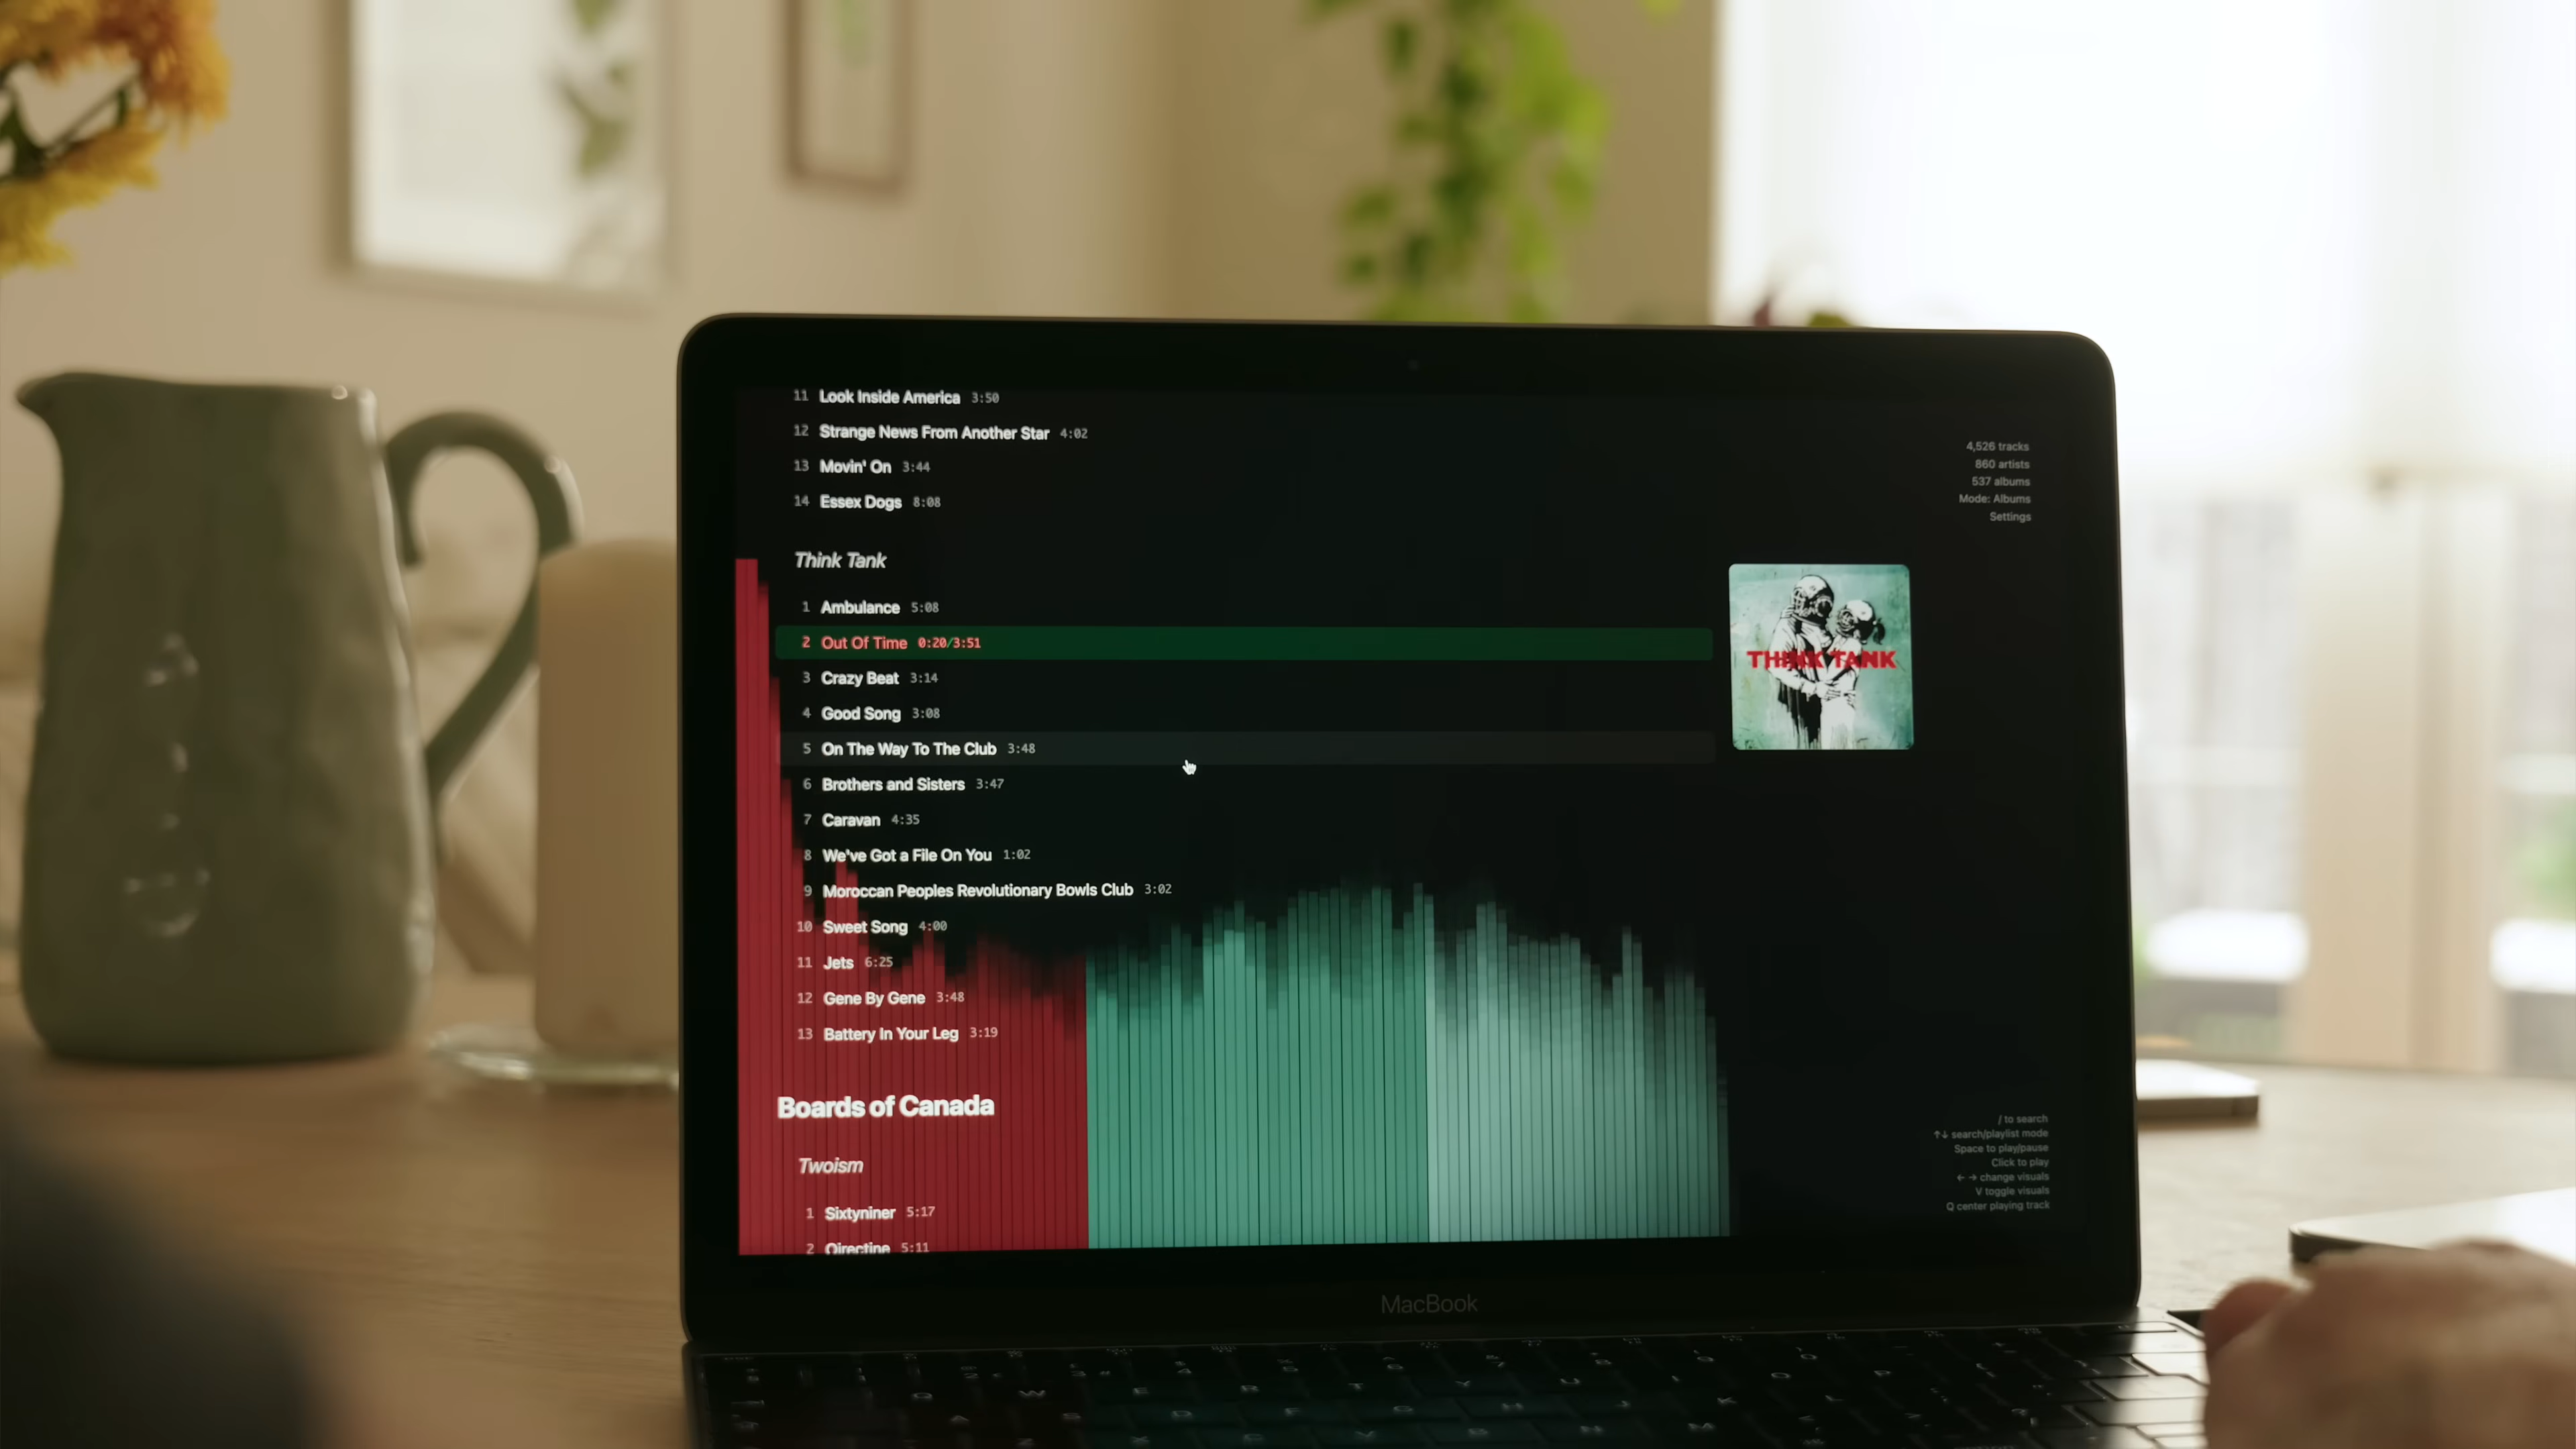 11 Look Inside America 3:50
12 Strange News From Another Star 4:02
13 Movin' On 3:44
14 Essex Dogs 8:08
4,526 tracks
860 artists
537 albums
Mode: Albums
Settings
Think Tank
1 Ambulance 5:08
2 Out Of Time 0:20/3:51
3 Crazy Beat 3:14
4 Good Song 3:08
5 On The Way To The Club 3:48
6 Brothers and Sisters 3:47
7 Caravan 4:35
8 We've Got a File On You 1:02
9 Moroccan Peoples Revolutionary Bowls Club 3:02
10 Sweet Song 4:00
11 Jets 6:25
12 Gene By Gene 3:48
13 Battery In Your Leg 3:19
THINK TANK
Boards of Canada
Twoism
1 Sixtyniner 5:17
2 Oirectine 5:11
/ to search
↑↓ search/playlist mode
Space to play/pause
Click to play
← → change visuals
V toggle visuals
Q center playing track
MacBook